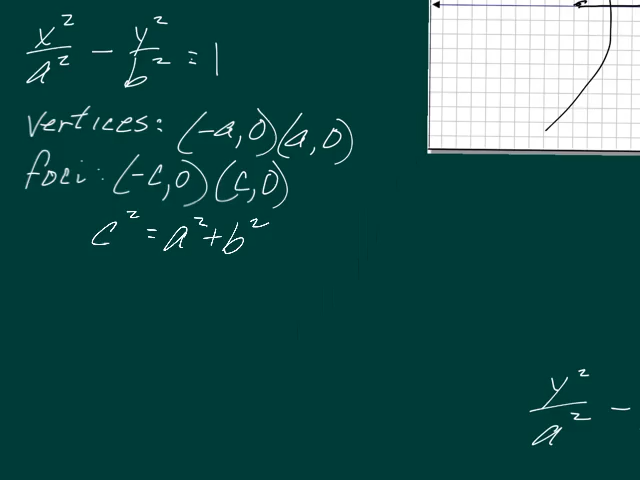 x²/a² − y²/b² = 1
vertices: (-a,0)(a,0)
foci: (-c,0)(c,0)
c² = a² + b²
y²/a² −